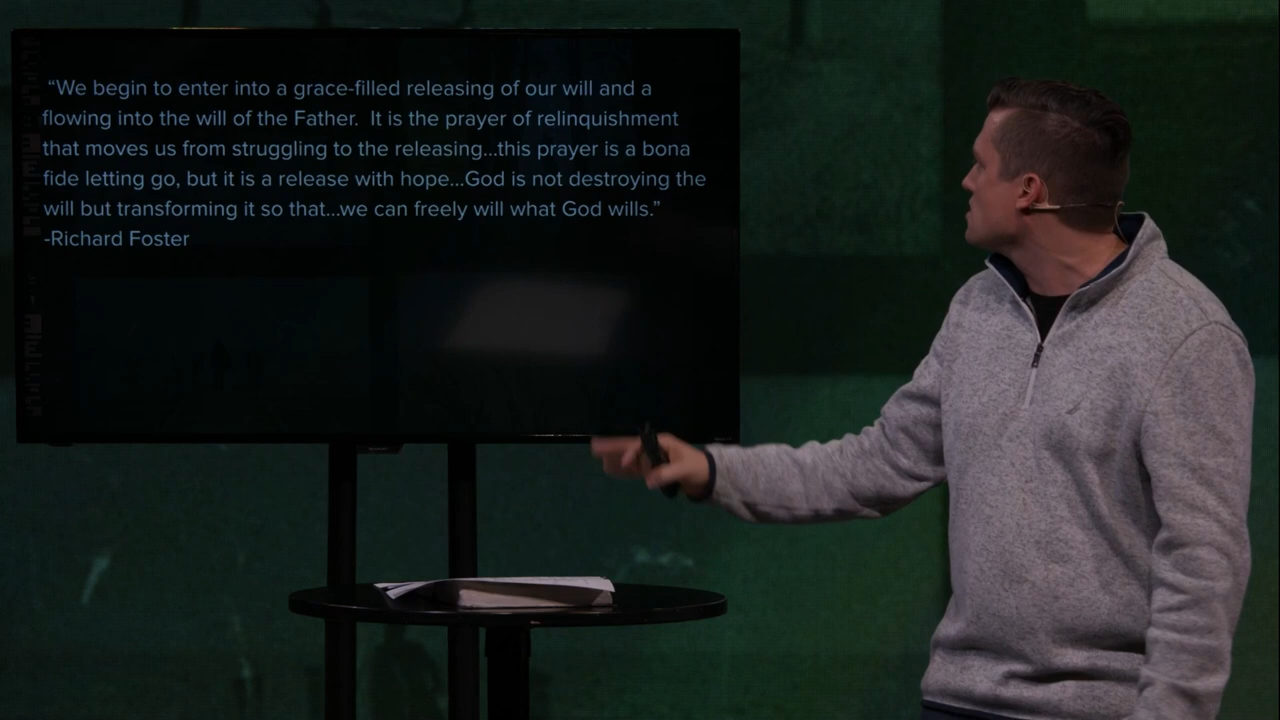 “We begin to enter into a grace-filled releasing of our will and a
flowing into the will of the Father.  It is the prayer of relinquishment
that moves us from struggling to the releasing...this prayer is a bona
fide letting go, but it is a release with hope...God is not destroying the
will but transforming it so that...we can freely will what God wills.”
-Richard Foster